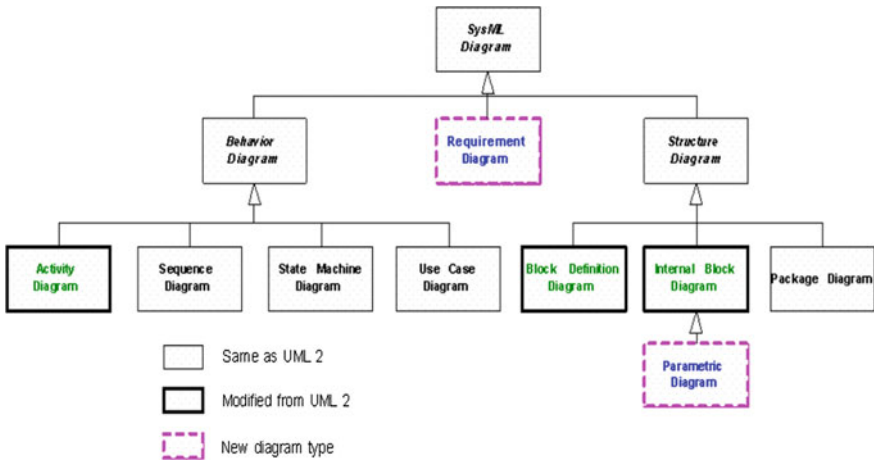 SysML
Diagram
Behavior
Diagram
Requirement
Diagram
Structure
Diagram
Activity
Diagram
Sequence
Diagram
State Machine
Diagram
Use Case
Diagram
Block Definition
Diagram
Internal Block
Diagram
Package Diagram
Parametric
Diagram
Same as UML 2
Modified from UML 2
New diagram type